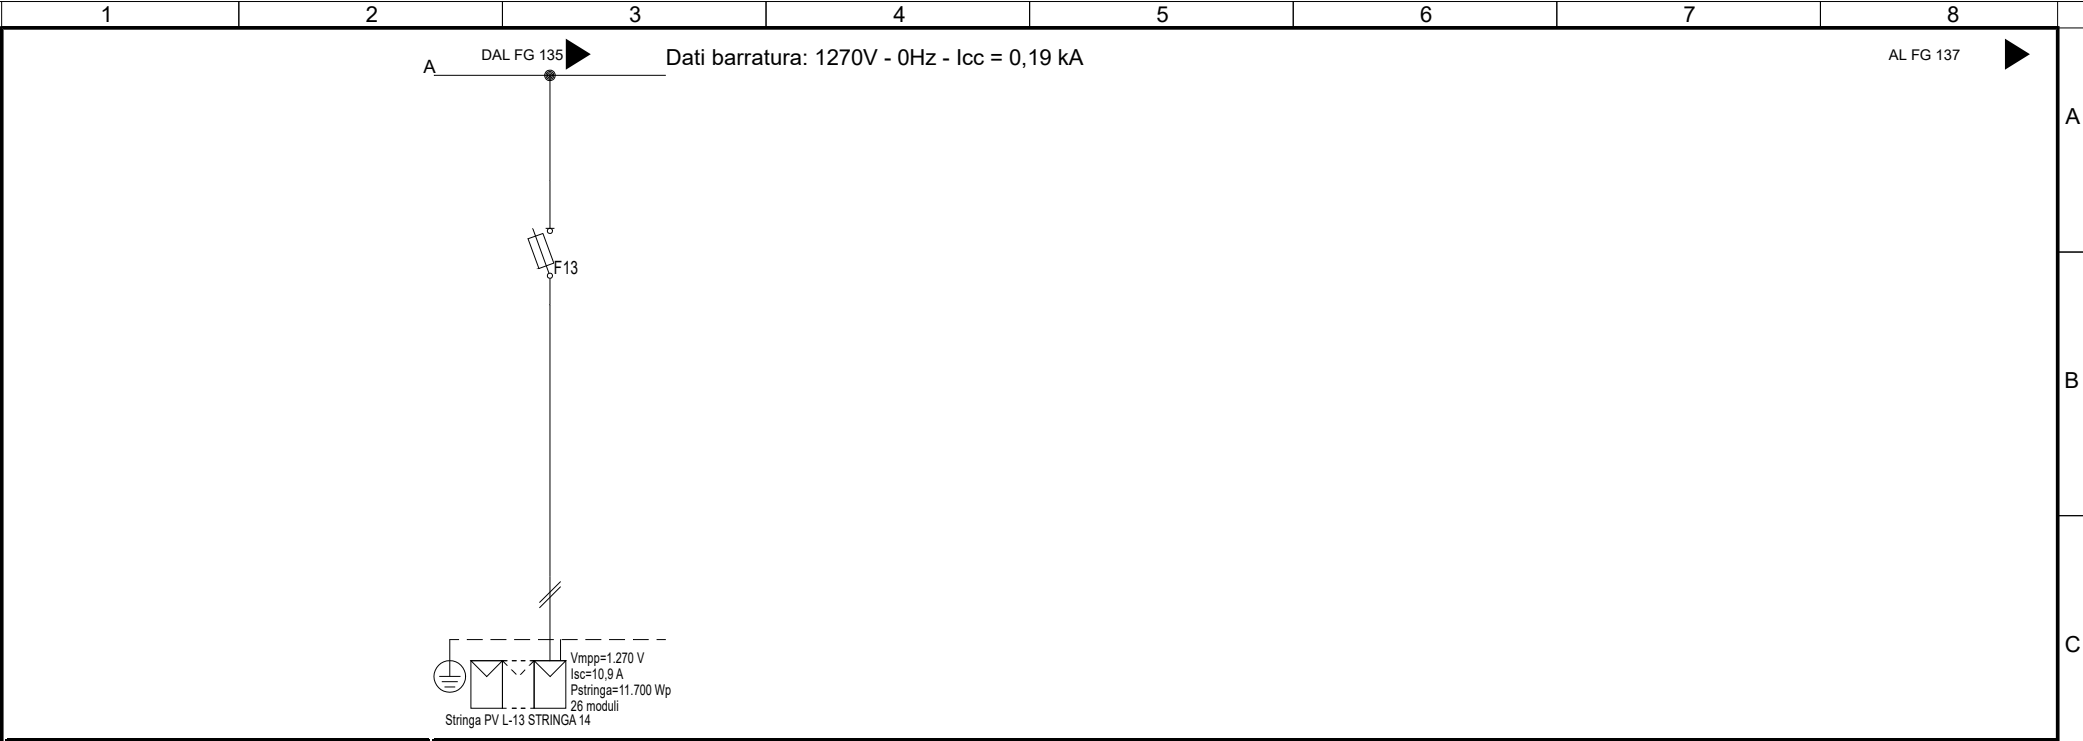 1 2 3 4 5 6 7 8
DAL FG 135
Dati barratura: 1270V - 0Hz - Icc = 0,19 kA
AL FG 137
A
A
F13
B
C
Vmpp=1.270 V
Isc=10,9 A
Pstringa=11.700 Wp
26 moduli
Stringa PV L-13 STRINGA 14